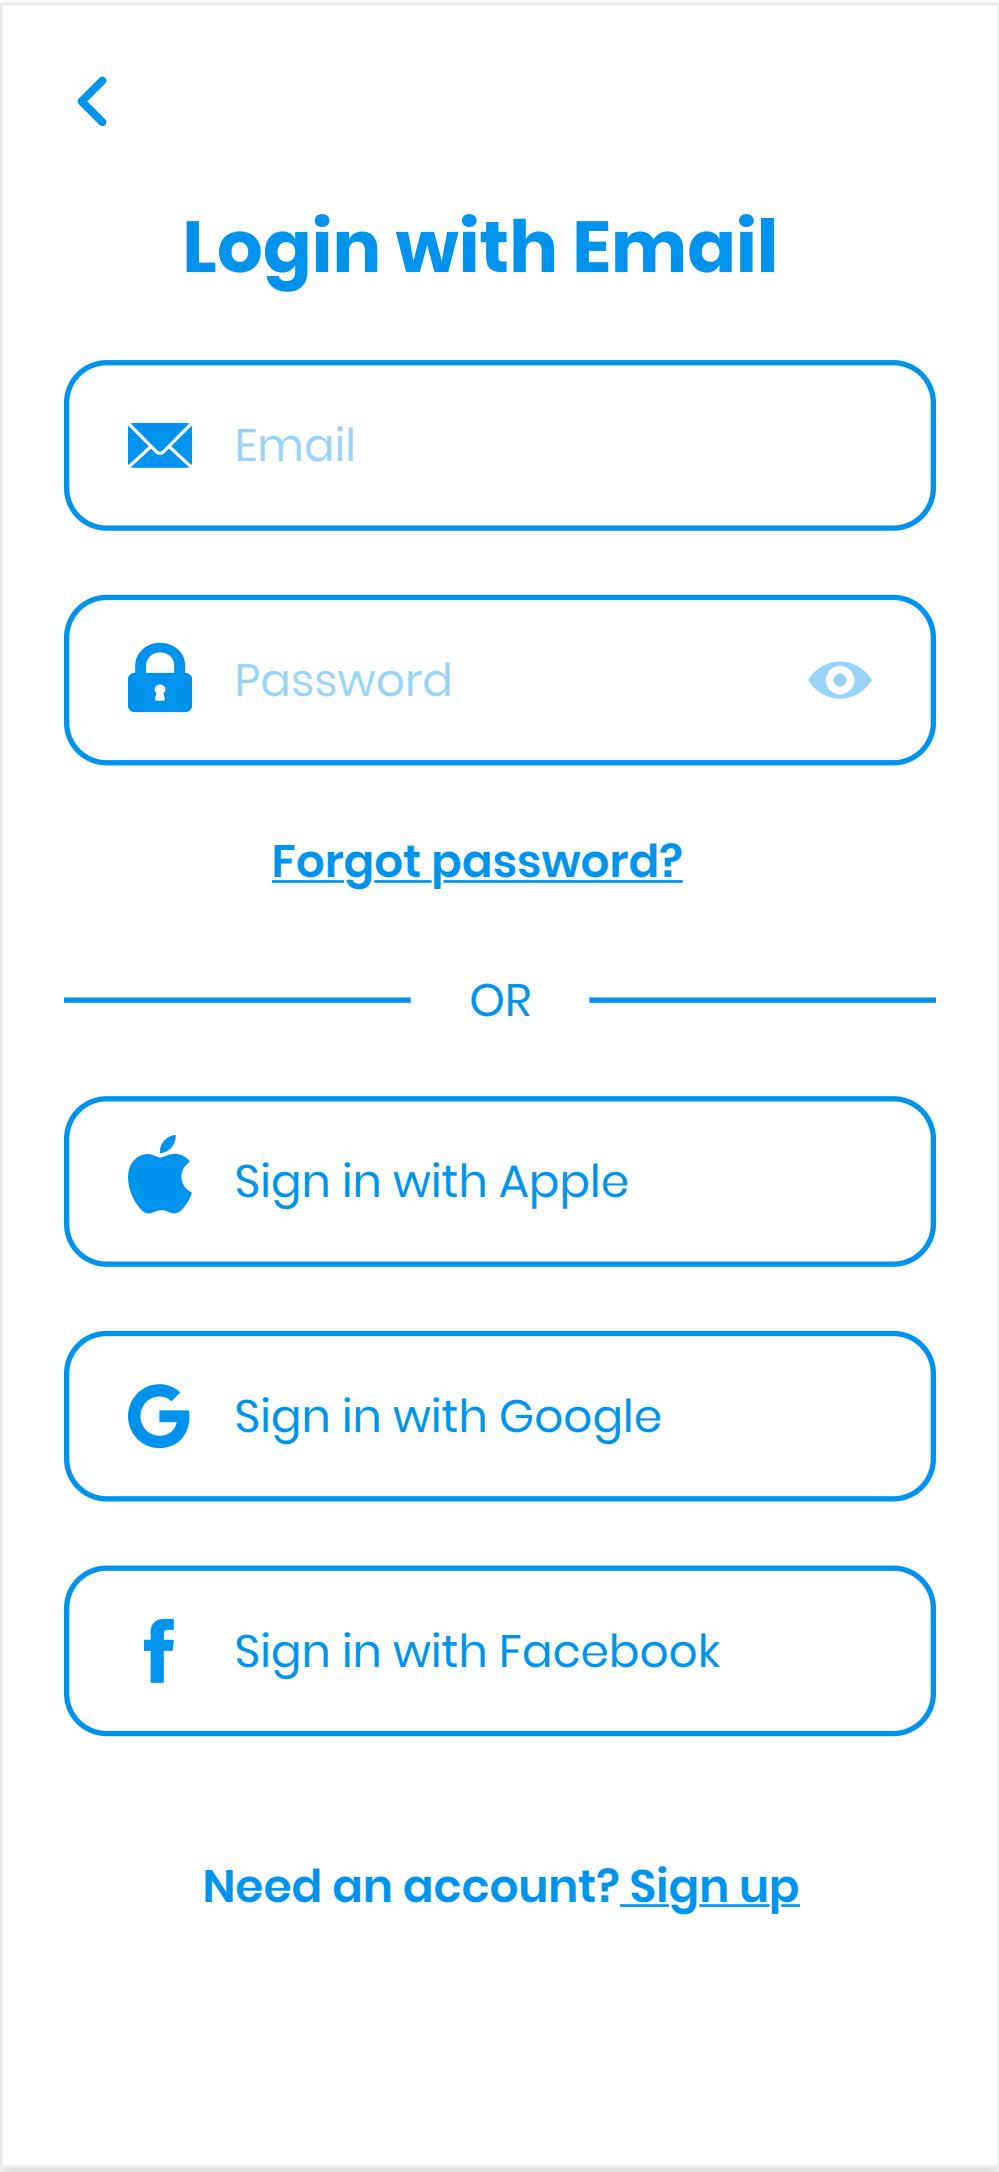 Login with Email
Email
Password
Forgot password?
OR
Sign in with Apple
Sign in with Google
Sign in with Facebook
Need an account? Sign up